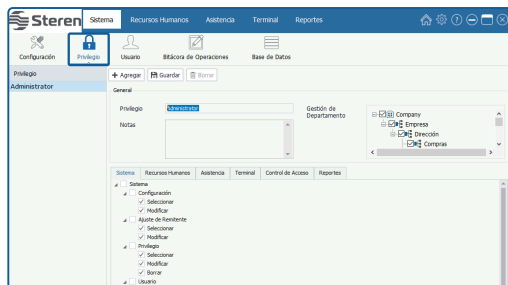 Steren Sistema Recursos Humanos Asistencia Terminal Reportes
Configuración Privilegio Usuario Bitácora de Operaciones Base de Datos
Privilegio
Administrator
+ Agregar Guardar Borrar
General
Privilegio Administrator Gestión de Departamento
Notas
Company
Empresa
Dirección
Compras
Sistema Recursos Humanos Asistencia Terminal Control de Acceso Reportes
Sistema
Configuración
Seleccionar
Modificar
Ajuste de Remitente
Seleccionar
Modificar
Privilegio
Seleccionar
Modificar
Borrar
Usuario